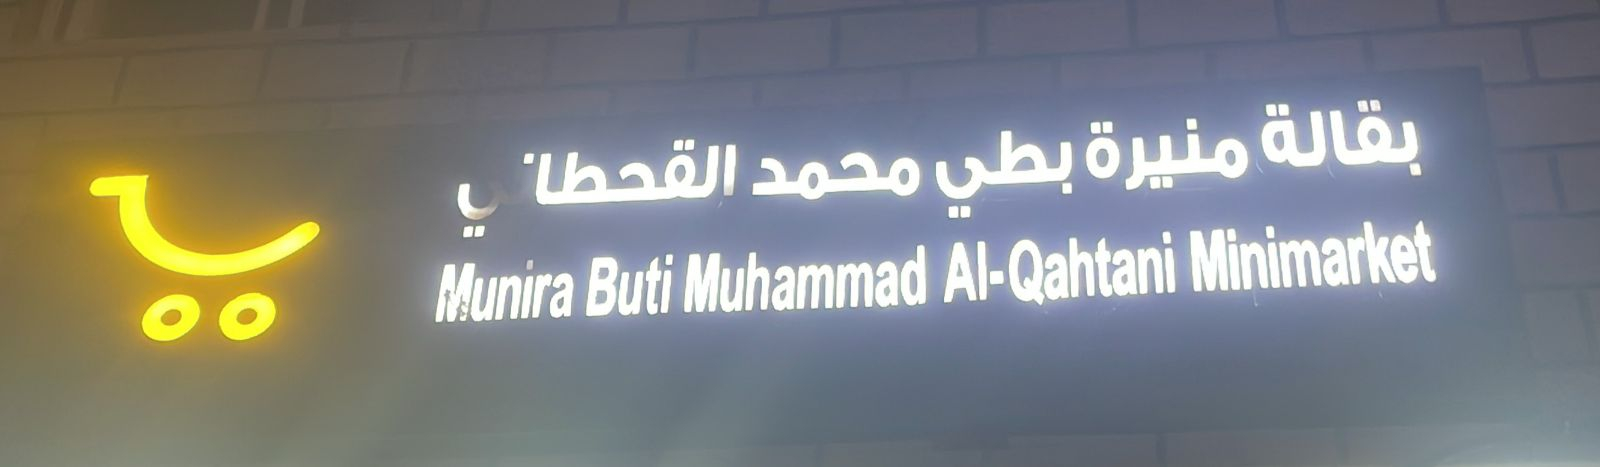 بقالة منيرة بطي محمد القحطاني
Munira Buti Muhammad Al-Qahtani Minimarket